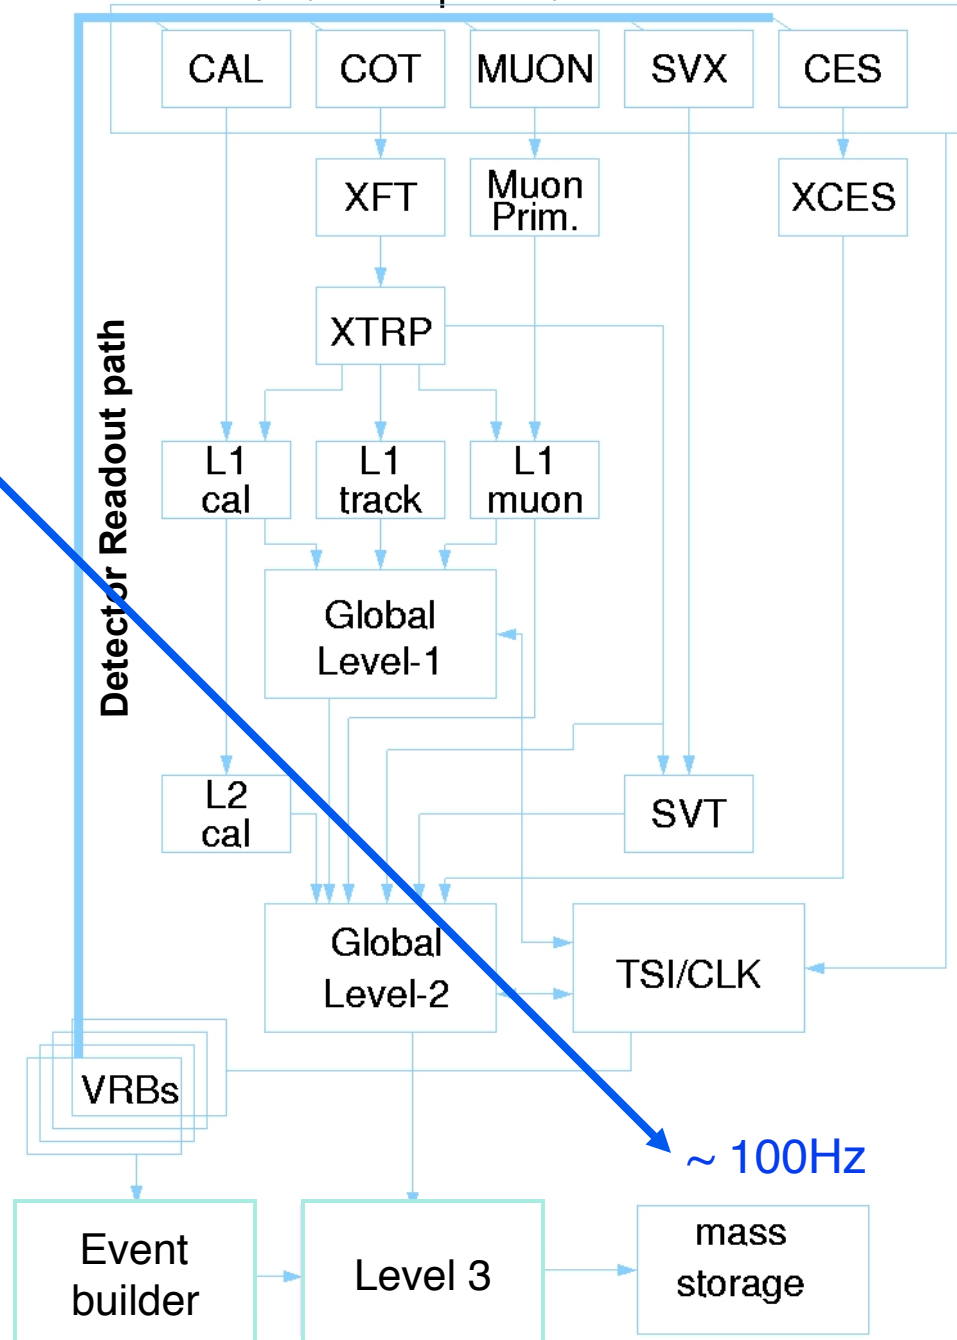 CAL
COT
MUON
SVX
CES
XFT
Muon
Prim.
XCES
XTRP
Detector Readout path
L1
cal
L1
track
L1
muon
Global
Level-1
L2
cal
SVT
Global
Level-2
TSI/CLK
VRBs
~ 100Hz
Event
builder
Level 3
mass
storage